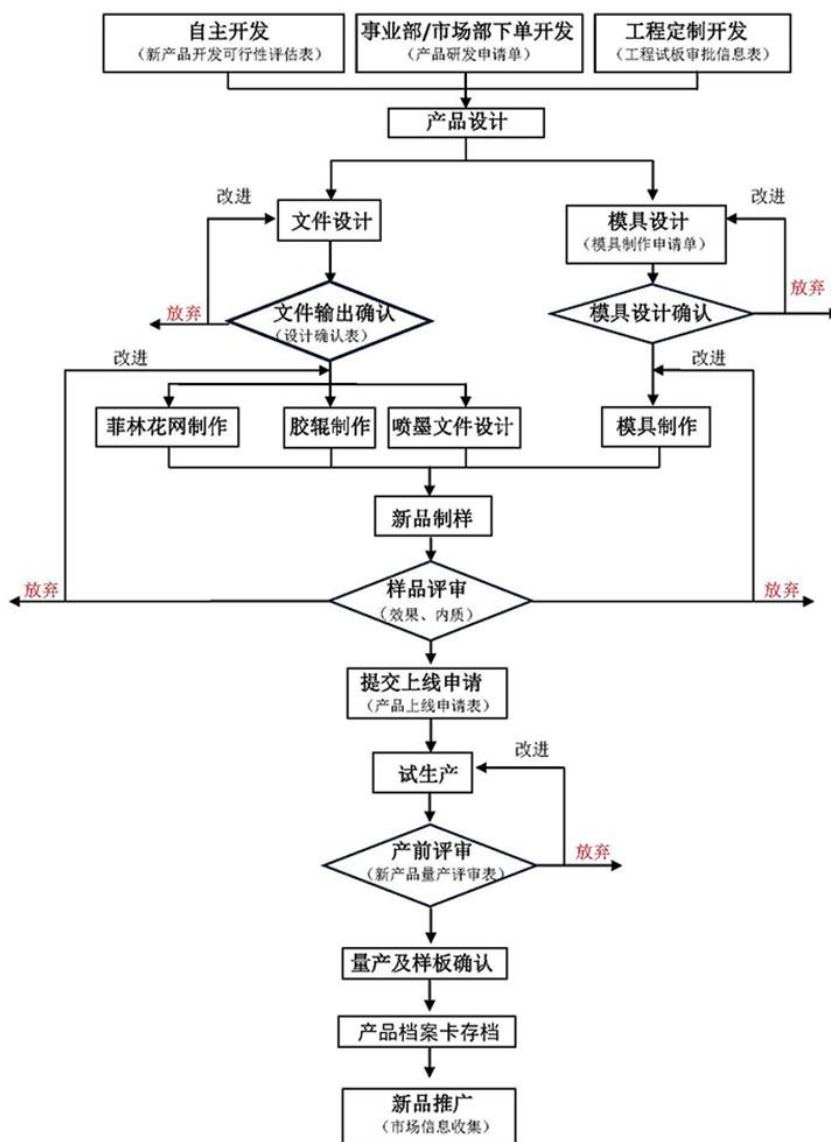 自主开发
（新产品开发可行性评估表）
事业部/市场部下单开发
（产品研发申请单）
工程定制开发
（工程试板审批信息表）
产品设计
改进
文件设计
模具设计
（模具制作申请单）
改进
放弃
文件输出确认
（设计确认表）
模具设计确认
放弃
改进
改进
菲林花网制作
胶辊制作
喷墨文件设计
模具制作
新品制样
放弃
样品评审
（效果、内质）
放弃
提交上线申请
（产品上线申请表）
试生产
改进
产前评审
（新产品量产评审表）
放弃
量产及样板确认
产品档案卡存档
新品推广
（市场信息收集）